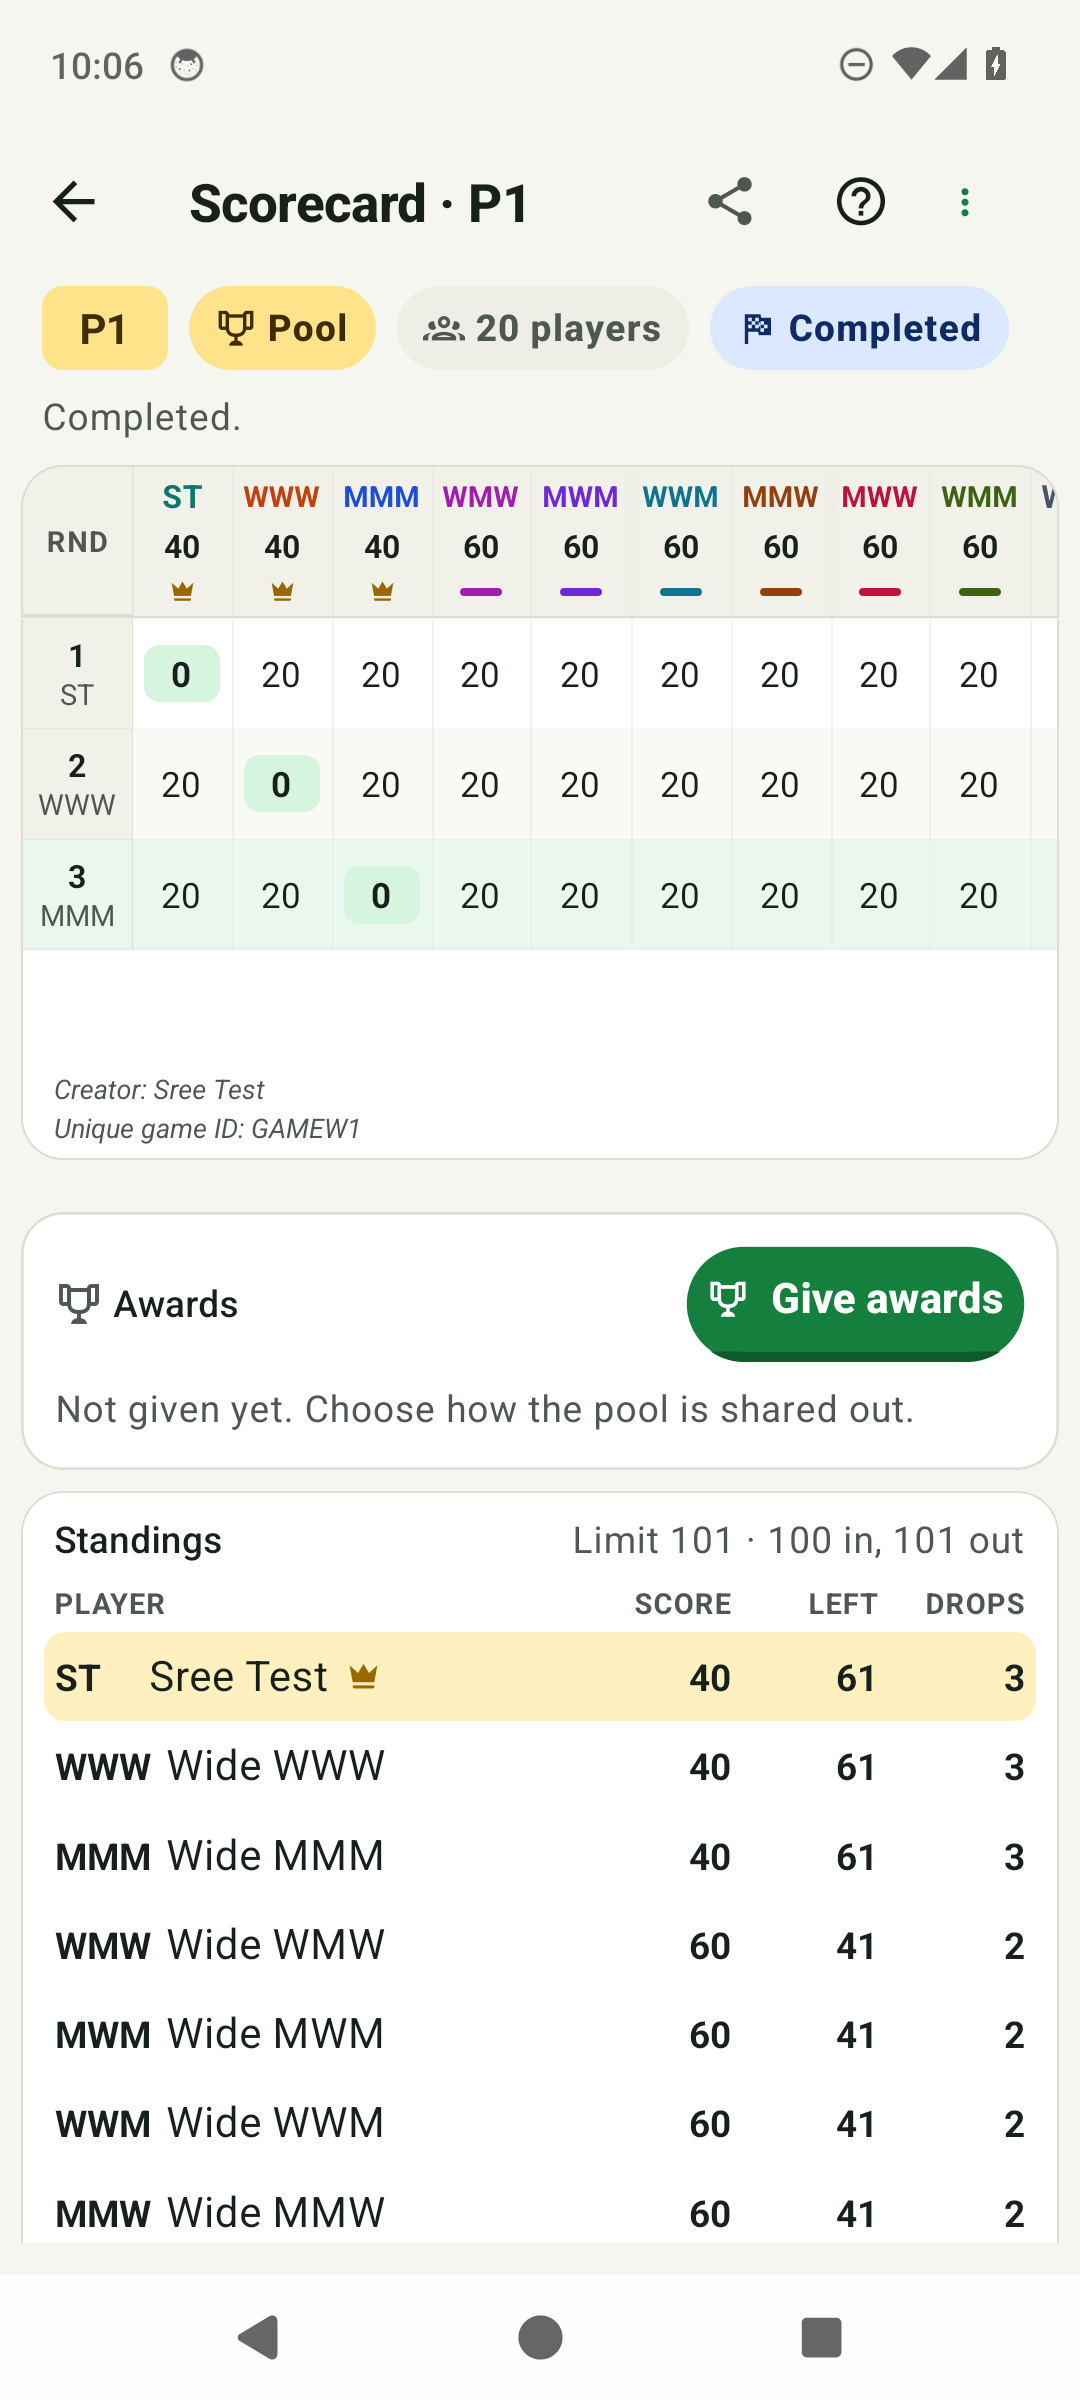 10:06
Scorecard · P1
P1 Pool 20 players Completed
Completed.
RND ST WWW MMM WMW MWM WWM MMW MWW WMM
40 40 40 60 60 60 60 60 60
1 ST 0 20 20 20 20 20 20 20 20
2 WWW 20 0 20 20 20 20 20 20 20
3 MMM 20 20 0 20 20 20 20 20 20
Creator: Sree Test
Unique game ID: GAMEW1
Awards Give awards
Not given yet. Choose how the pool is shared out.
Standings Limit 101 · 100 in, 101 out
PLAYER SCORE LEFT DROPS
ST Sree Test 40 61 3
WWW Wide WWW 40 61 3
MMM Wide MMM 40 61 3
WMW Wide WMW 60 41 2
MWM Wide MWM 60 41 2
WWM Wide WWM 60 41 2
MMW Wide MMW 60 41 2